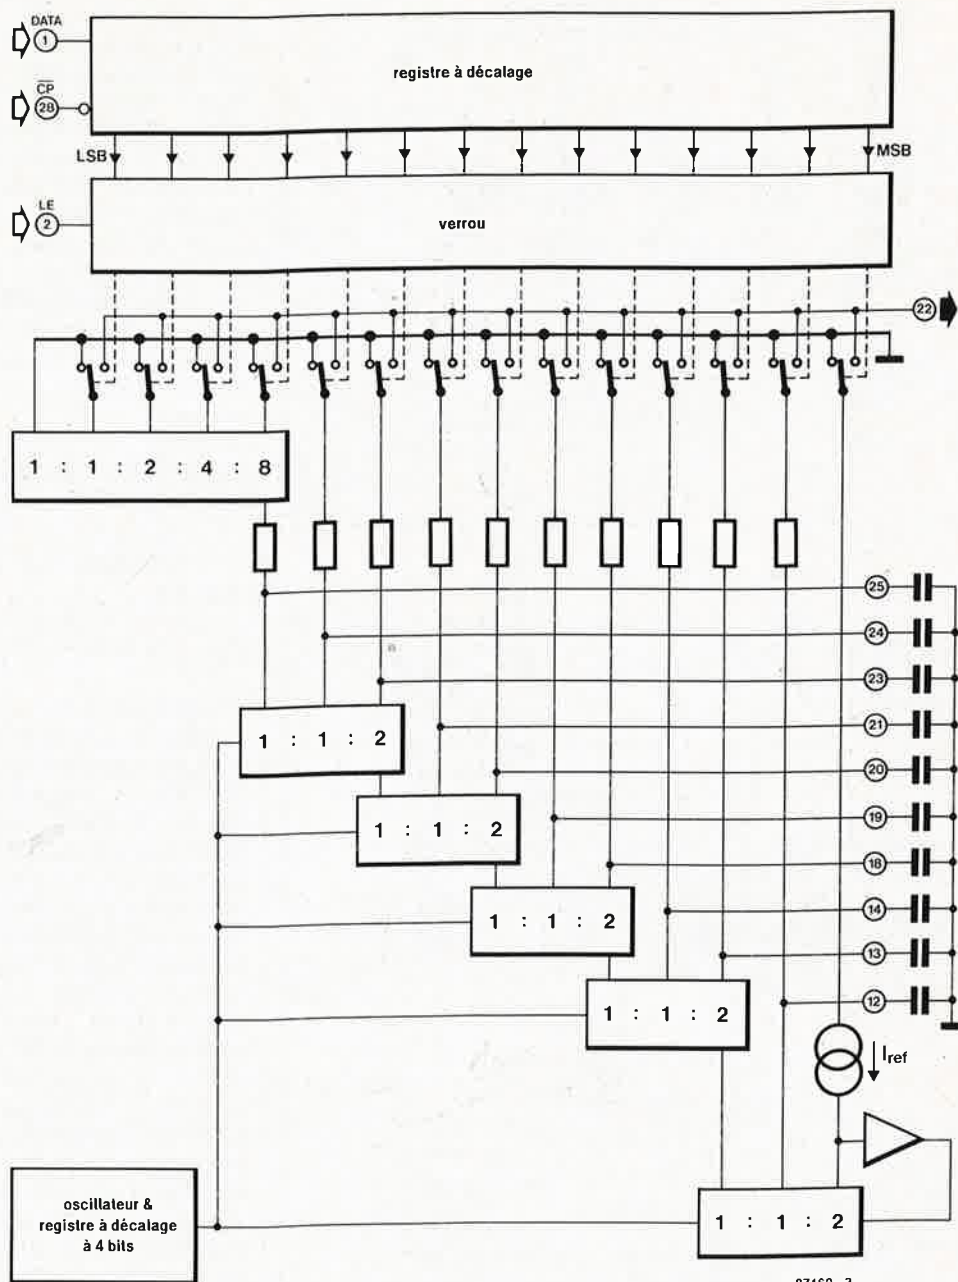 DATA
1
registre à décalage
CP
28
LSB
MSB
LE
2
verrou
22
1 : 1 : 2 : 4 : 8
25
24
23
21
1 : 1 : 2
20
19
1 : 1 : 2
18
14
1 : 1 : 2
13
12
1 : 1 : 2
Iref
oscillateur &
registre à décalage
à 4 bits
1 : 1 : 2